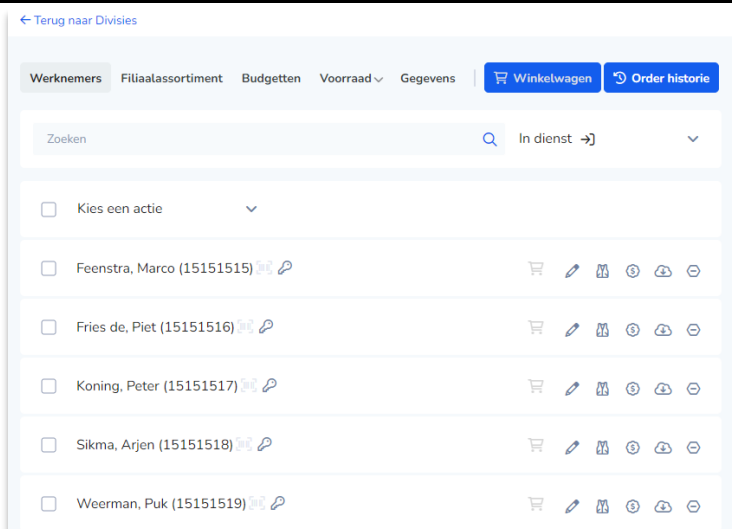 Terug naar Divisies
Werknemers Filiaalassortiment Budgetten Voorraad Gegevens Winkelwagen Order historie
Zoeken In dienst
Kies een actie
Feenstra, Marco (15151515)
Fries de, Piet (15151516)
Koning, Peter (15151517)
Sikma, Arjen (15151518)
Weerman, Puk (15151519)